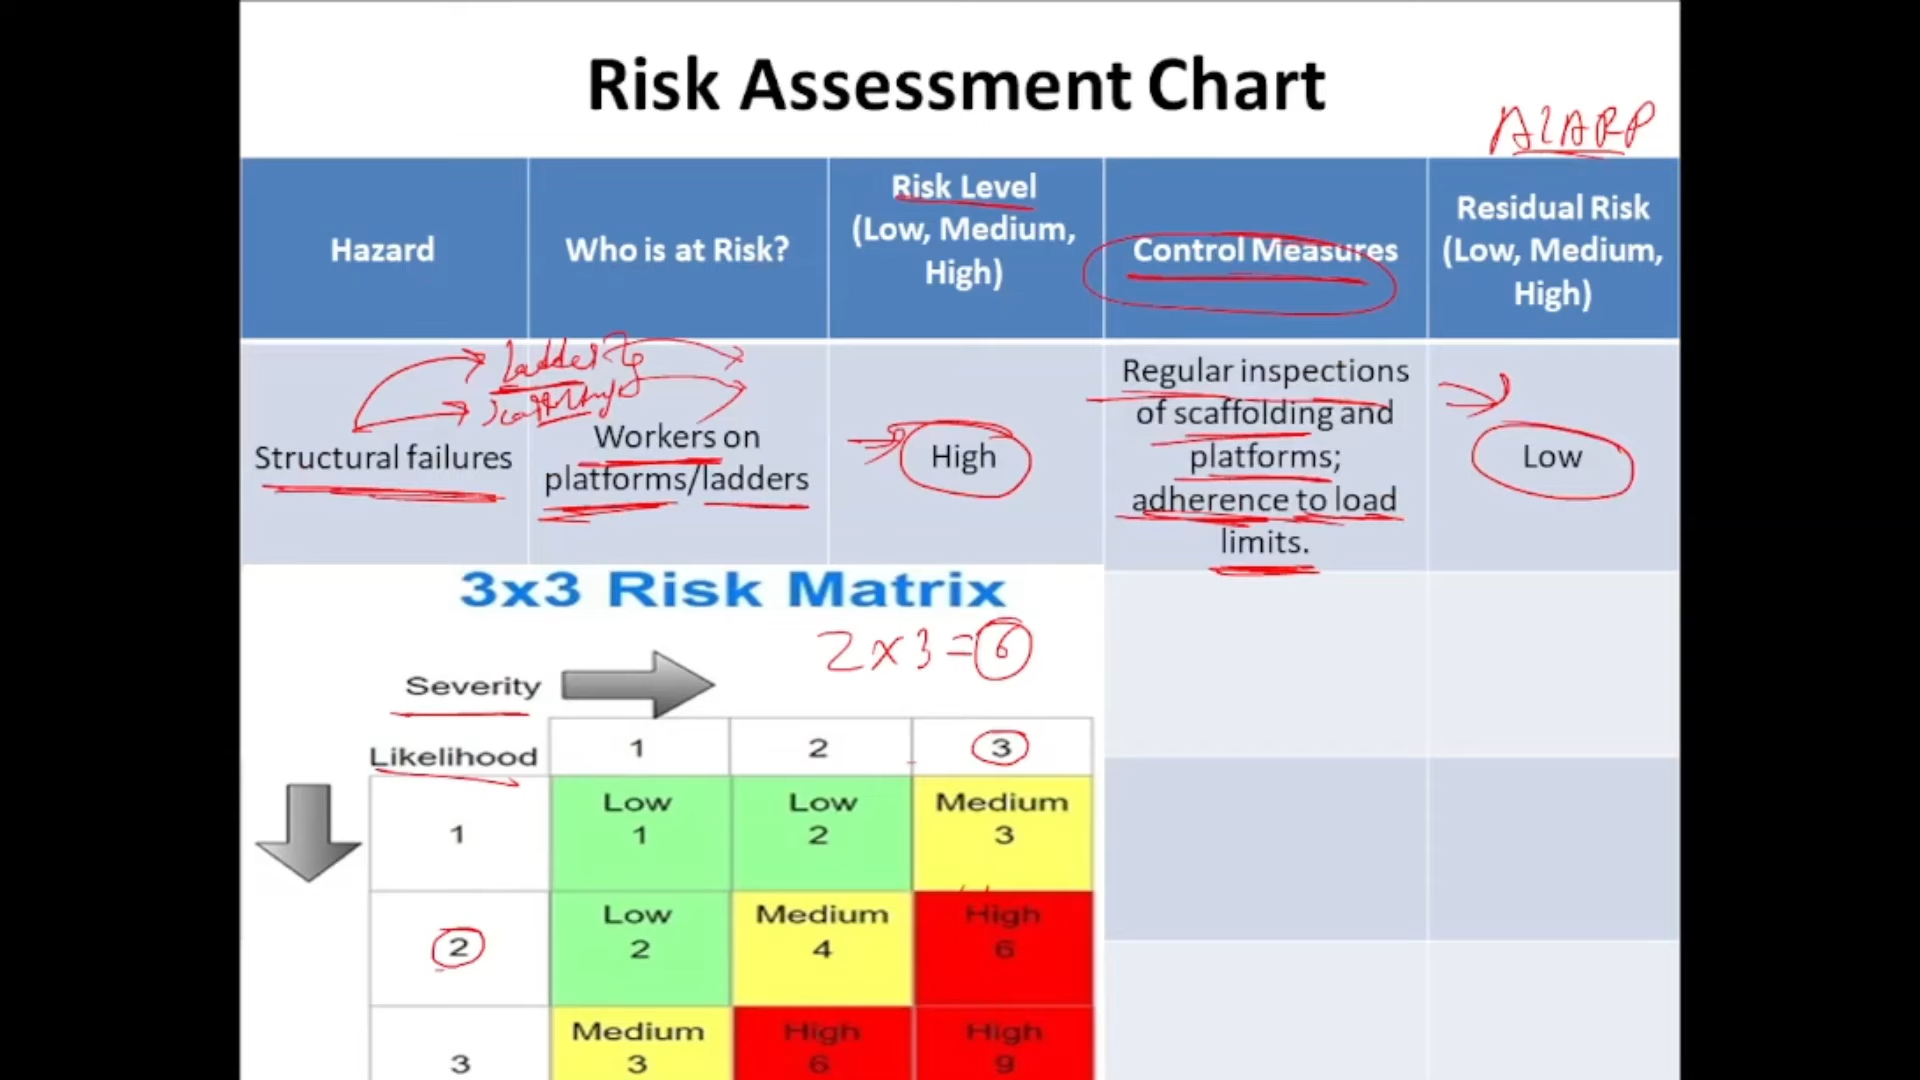 Risk Assessment Chart
ALARP
Hazard
Who is at Risk?
Risk Level
(Low, Medium,
High)
Control Measures
Residual Risk
(Low, Medium,
High)
Structural failures
Workers on
platforms/ladders
High
Regular inspections
of scaffolding and
platforms;
adherence to load
limits.
Low
3x3 Risk Matrix
2x3=6
Severity
Likelihood
1
2
3
1
Low
1
Low
2
Medium
3
2
Low
2
Medium
4
High
6
3
Medium
3
High
6
High
9